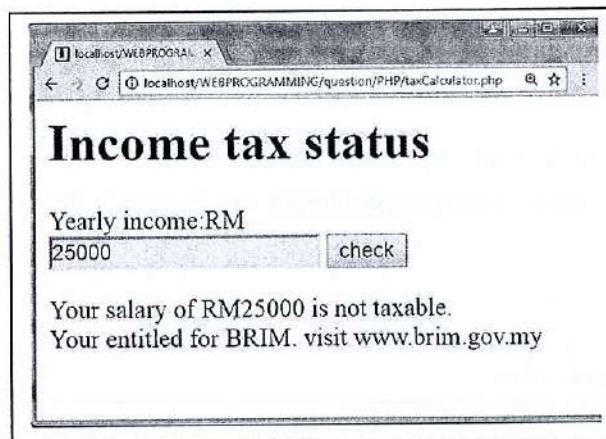 localhost/WEBPROGRAM
localhost/WEBPROGRAMMING/question/PHP/taxCalculator.php
Income tax status
Yearly income:RM
25000 check
Your salary of RM25000 is not taxable.
Your entitled for BRIM. visit www.brim.gov.my